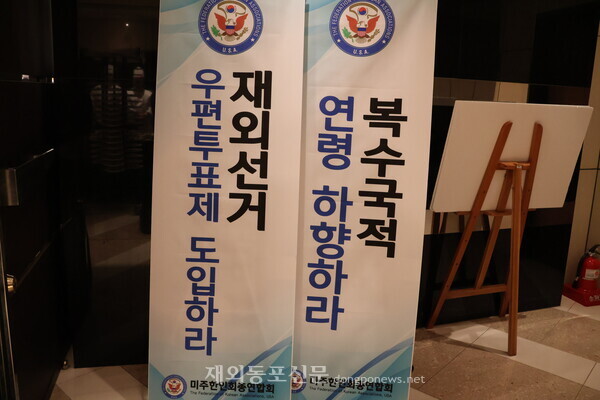 재외선거
우편투표제 도입하라
미주한인회총연합회
복수국적
연령 하향하라
미주한인회총연합회
재외동포신문
dongponews.net
U.S.A.